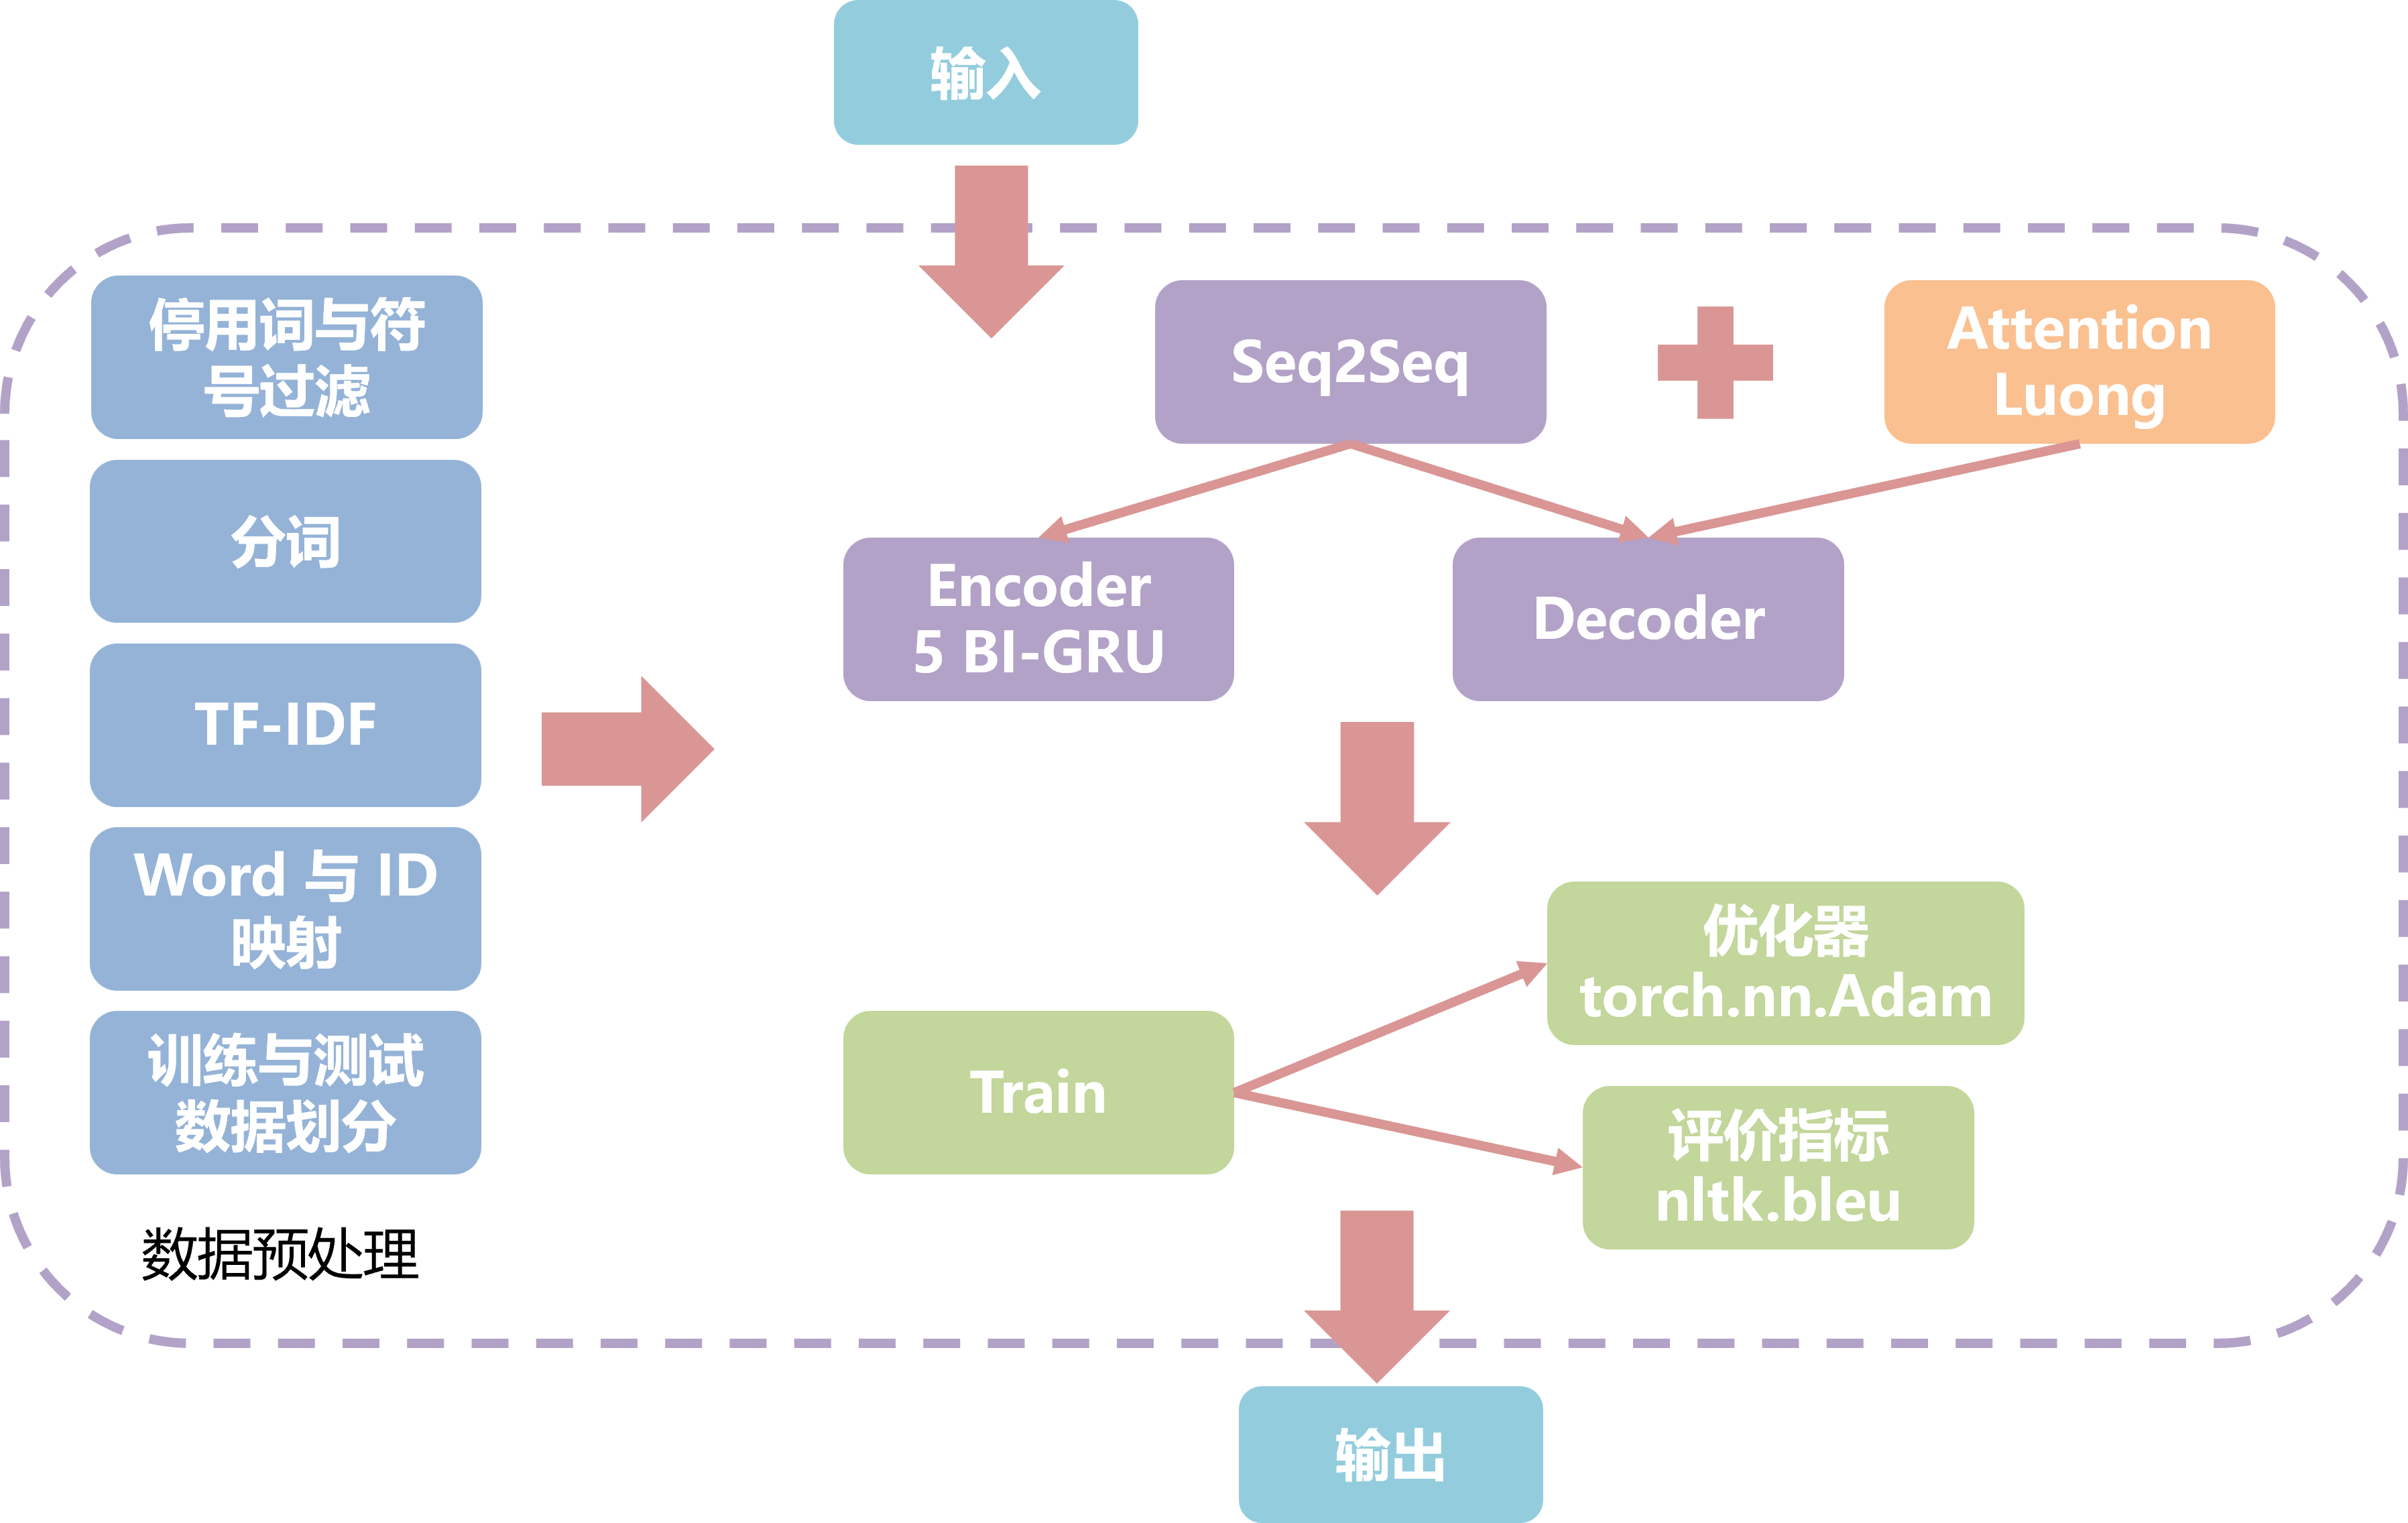 输入
停用词与符
号过滤
分词
TF-IDF
Word 与 ID
映射
训练与测试
数据划分
数据预处理
Seq2Seq
Attention
Luong
Encoder
5 BI-GRU
Decoder
Train
优化器
torch.nn.Adam
评价指标
nltk.bleu
输出